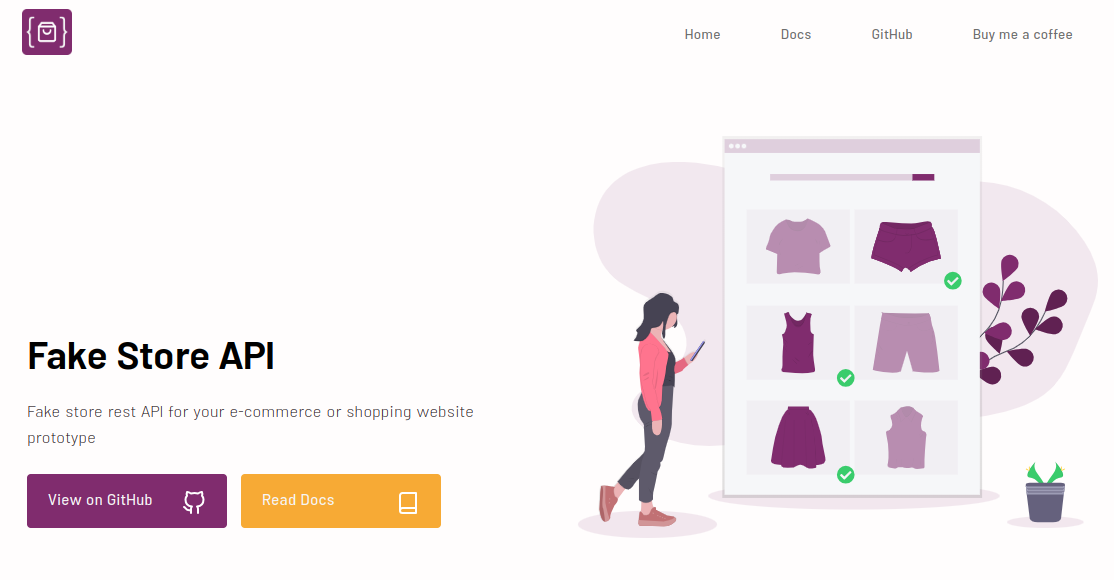 Home
Docs
GitHub
Buy me a coffee
Fake Store API
Fake store rest API for your e-commerce or shopping website
prototype
View on GitHub
Read Docs